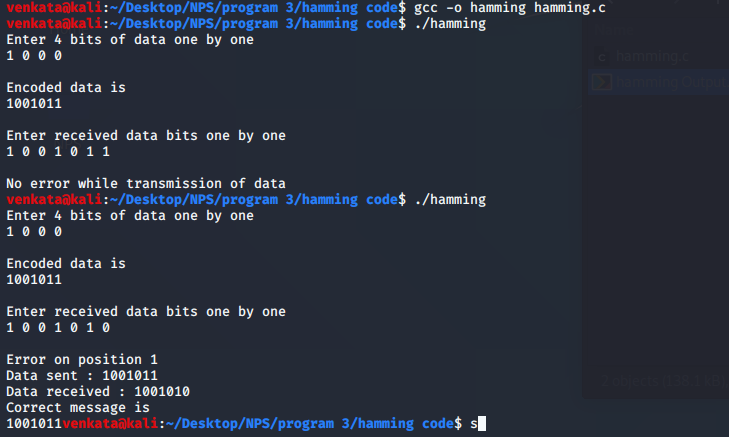 venkata@kali:~/Desktop/NPS/program 3/hamming code$ gcc -o hamming hamming.c
venkata@kali:~/Desktop/NPS/program 3/hamming code$ ./hamming
Enter 4 bits of data one by one
1 0 0 0
Encoded data is
1001011
Enter received data bits one by one
1 0 0 1 0 1 1
No error while transmission of data
venkata@kali:~/Desktop/NPS/program 3/hamming code$ ./hamming
Enter 4 bits of data one by one
1 0 0 0
Encoded data is
1001011
Enter received data bits one by one
1 0 0 1 0 1 0
Error on position 1
Data sent : 1001011
Data received : 1001010
Correct message is
1001011venkata@kali:~/Desktop/NPS/program 3/hamming code$ s
hamming.c